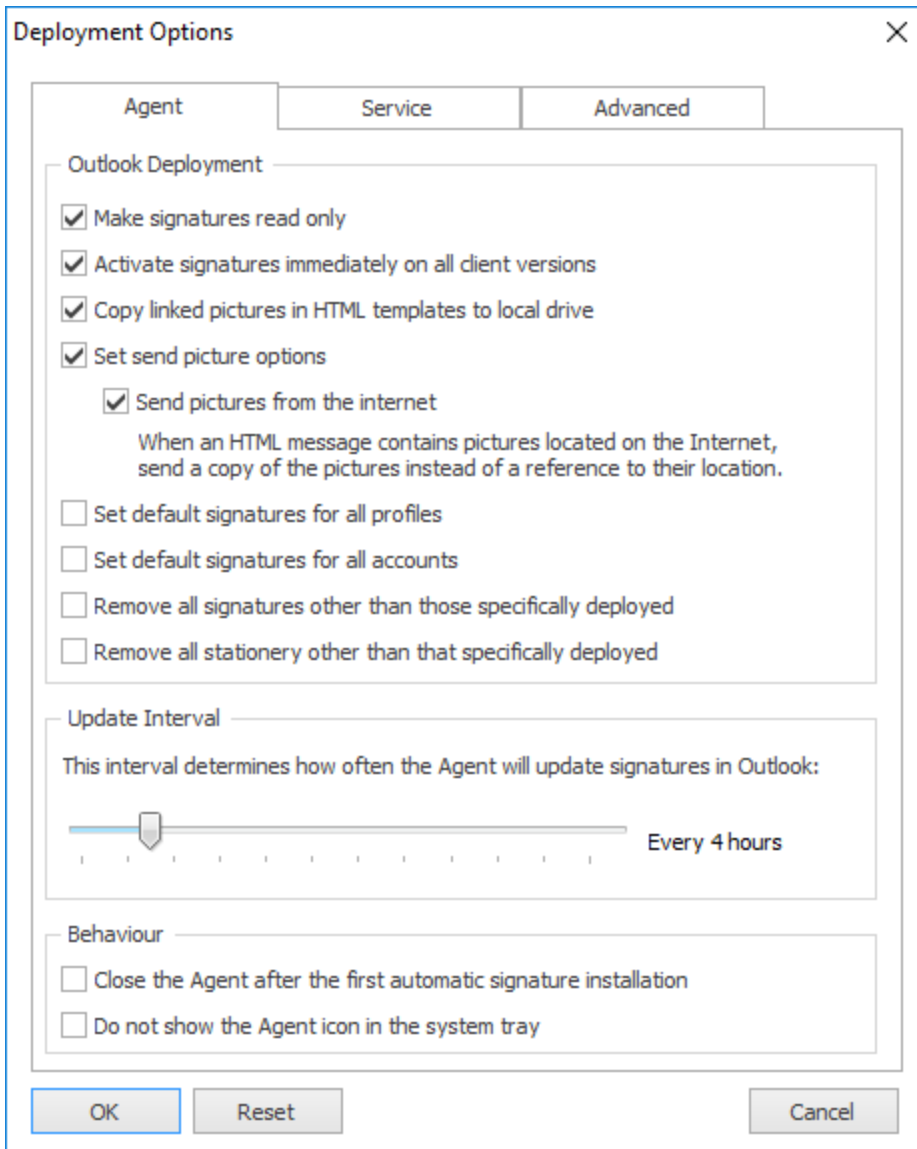 Deployment Options
Agent
Service
Advanced
Outlook Deployment
Make signatures read only
Activate signatures immediately on all client versions
Copy linked pictures in HTML templates to local drive
Set send picture options
Send pictures from the internet
When an HTML message contains pictures located on the Internet,
send a copy of the pictures instead of a reference to their location.
Set default signatures for all profiles
Set default signatures for all accounts
Remove all signatures other than those specifically deployed
Remove all stationery other than that specifically deployed
Update Interval
This interval determines how often the Agent will update signatures in Outlook:
Every 4 hours
Behaviour
Close the Agent after the first automatic signature installation
Do not show the Agent icon in the system tray
OK
Reset
Cancel